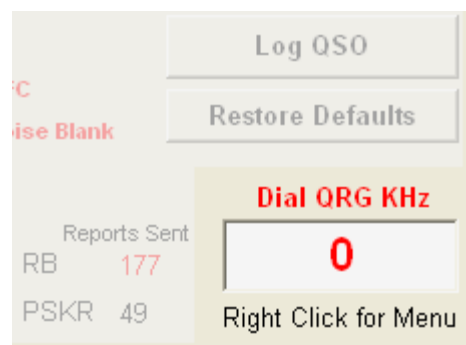 Log QSO
FC
Restore Defaults
oise Blank
Dial QRG KHz
Reports Sent
0
RB 177
PSKR 49
Right Click for Menu